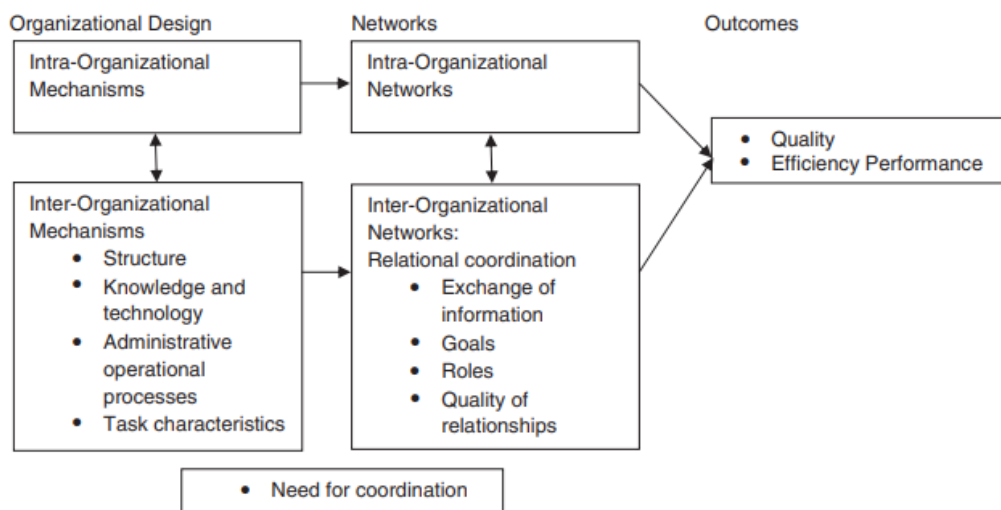 Organizational Design
Networks
Outcomes
Intra-Organizational
Mechanisms
Intra-Organizational
Networks
• Quality
• Efficiency Performance
Inter-Organizational
Mechanisms
• Structure
• Knowledge and
technology
• Administrative
operational
processes
• Task characteristics
Inter-Organizational
Networks:
Relational coordination
• Exchange of
information
• Goals
• Roles
• Quality of
relationships
• Need for coordination